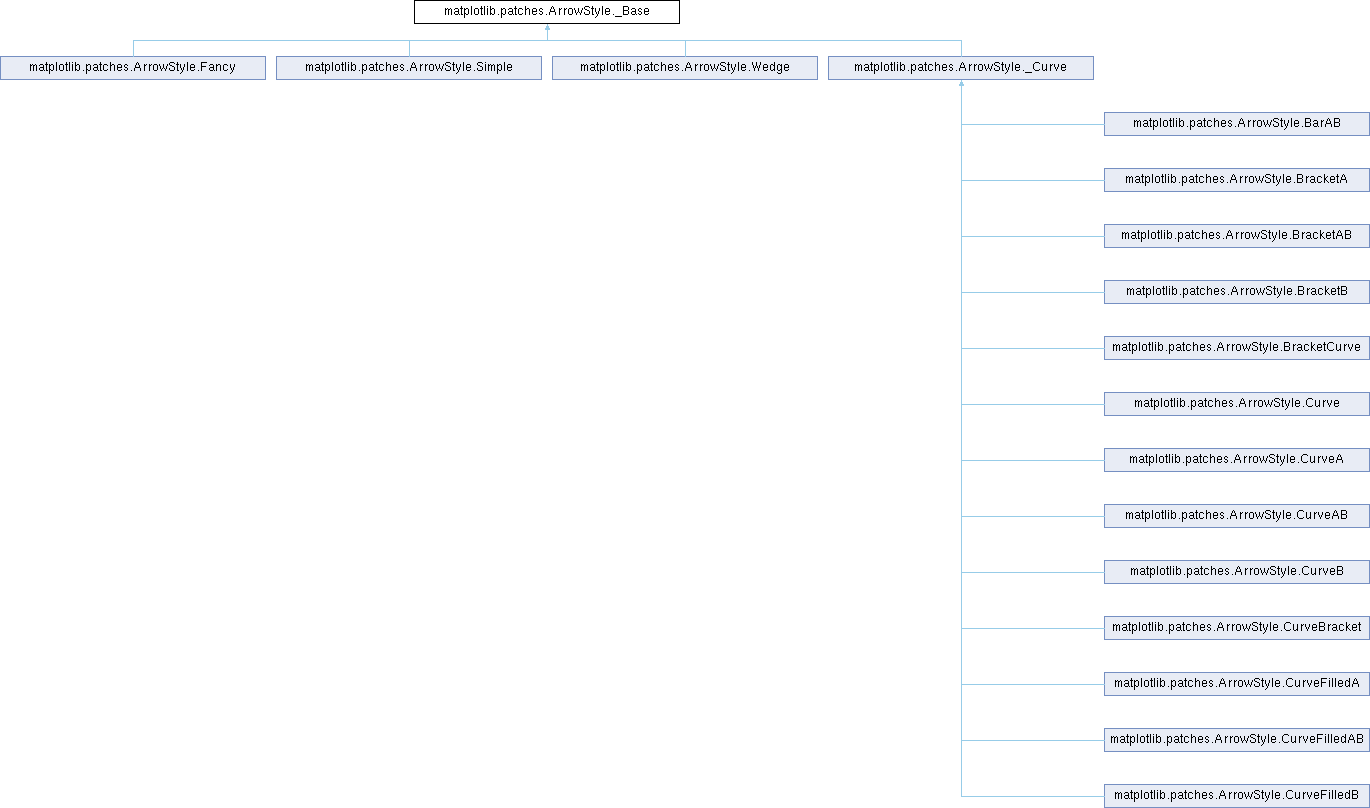 matplotlib.patches.ArrowStyle._Base
matplotlib.patches.ArrowStyle.Fancy
matplotlib.patches.ArrowStyle.Simple
matplotlib.patches.ArrowStyle.Wedge
matplotlib.patches.ArrowStyle._Curve
matplotlib.patches.ArrowStyle.BarAB
matplotlib.patches.ArrowStyle.BracketA
matplotlib.patches.ArrowStyle.BracketAB
matplotlib.patches.ArrowStyle.BracketB
matplotlib.patches.ArrowStyle.BracketCurve
matplotlib.patches.ArrowStyle.Curve
matplotlib.patches.ArrowStyle.CurveA
matplotlib.patches.ArrowStyle.CurveAB
matplotlib.patches.ArrowStyle.CurveB
matplotlib.patches.ArrowStyle.CurveBracket
matplotlib.patches.ArrowStyle.CurveFilledA
matplotlib.patches.ArrowStyle.CurveFilledAB
matplotlib.patches.ArrowStyle.CurveFilledB